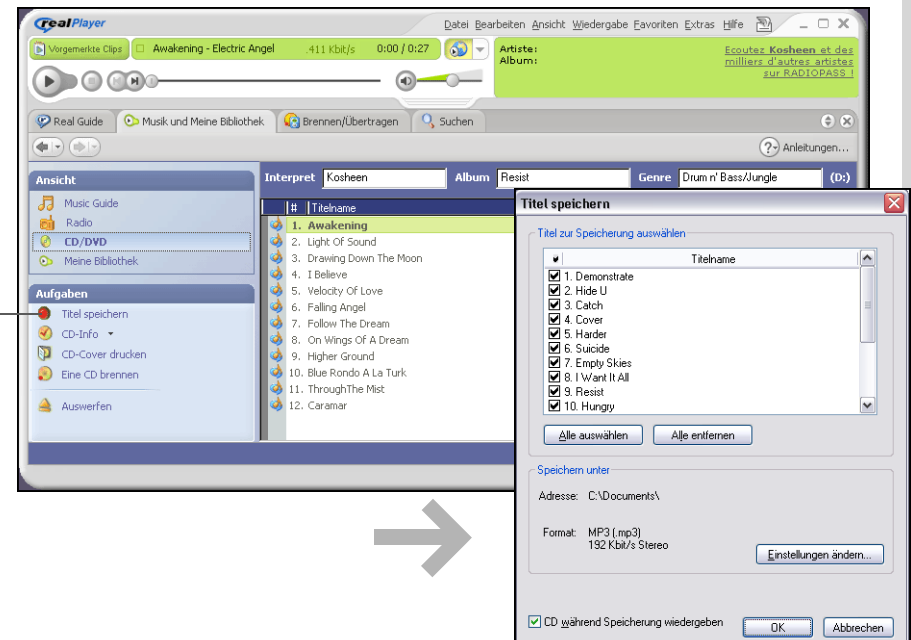 realPlayer
Datei Bearbeiten Ansicht Wiedergabe Favoriten Extras Hilfe
Vorgemerkte Clips Awakening - Electric Angel .411 Kbit/s 0:00 / 0:27
Artiste:
Album:
Ecoutez Kosheen et des
milliers d'autres artistes
sur RADIOPASS !
Real Guide Musik und Meine Bibliothek Brennen/Übertragen Suchen
Anleitungen...
Ansicht
Music Guide
Radio
CD/DVD
Meine Bibliothek
Aufgaben
Titel speichern
CD-Info
CD-Cover drucken
Eine CD brennen
Auswerfen
Interpret Kosheen Album Resist Genre Drum n' Bass/Jungle (D:)
# Titelname
1. Awakening
2. Light Of Sound
3. Drawing Down The Moon
4. I Believe
5. Velocity Of Love
6. Falling Angel
7. Follow The Dream
8. On Wings Of A Dream
9. Higher Ground
10. Blue Rondo A La Turk
11. ThroughThe Mist
12. Caramar
Titel speichern
Titel zur Speicherung auswählen
Titelname
1. Demonstrate
2. Hide U
3. Catch
4. Cover
5. Harder
6. Suicide
7. Empty Skies
8. I Want It All
9. Resist
10. Hungry
Alle auswählen Alle entfernen
Speichern unter
Adresse: C:\Documents\
Format: MP3 (.mp3)
192 Kbit/s Stereo
Einstellungen ändern...
CD während Speicherung wiedergeben OK Abbrechen